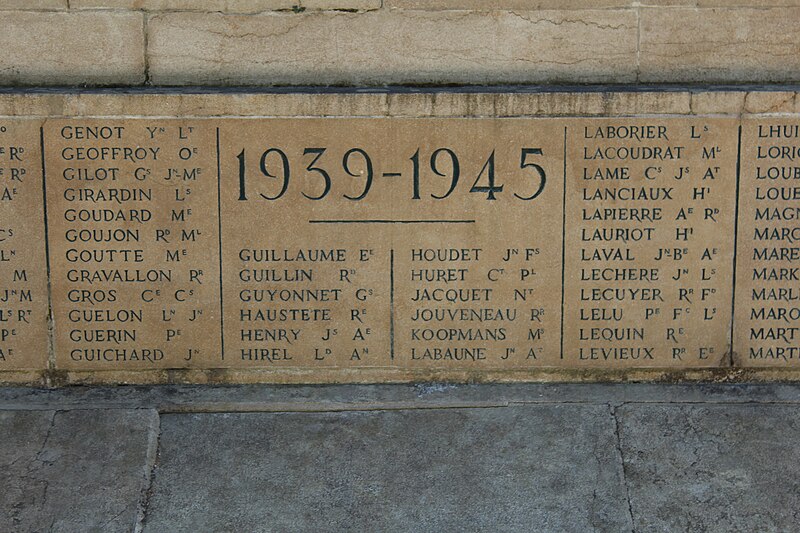 GENOT Yᴺ Lᵀ
GEOFFROY Oᴱ
GILOT Gˢ Jᴺ-Mᴱ
GIRARDIN Lˢ
GOUDARD Mᴱ
GOUJON Rᴰ Mᴸ
GOUTTE Mᴱ
GRAVALLON Rᴿ
GROS Cᴱ Cˢ
GUELON Lᴺ Jᴺ
GUERIN Pᴱ
GUICHARD Jᴺ
1939-1945
GUILLAUME Eᴱ
GUILLIN Rᴰ
GUYONNET Gˢ
HAUSTETE Rᴱ
HENRY Jˢ Aᴱ
HIREL Lᴰ Aᴺ
HOUDET Jᴺ Fˢ
HURET Cᵀ Pᴸ
JACQUET Nᵀ
JOUVENEAU Rᴿ
KOOPMANS Mˢ
LABAUNE Jᴺ
LABORIER Lˢ
LACOUDRAT Mᴸ
LAME Cˢ Jˢ Aᵀ
LANCIAUX Hᴵ
LAPIERRE Aᴱ Rᴰ
LAURIOT Hᴵ
LAVAL Jᴺ-Bᴱ Aᴱ
LECHERE Jᴺ Lˢ
LECUYER Rᴿ Fᴰ
LELU Pᴱ Fᶜ Lˢ
LEQUIN Rᴱ
LEVIEUX Rᴿ Eᴱ